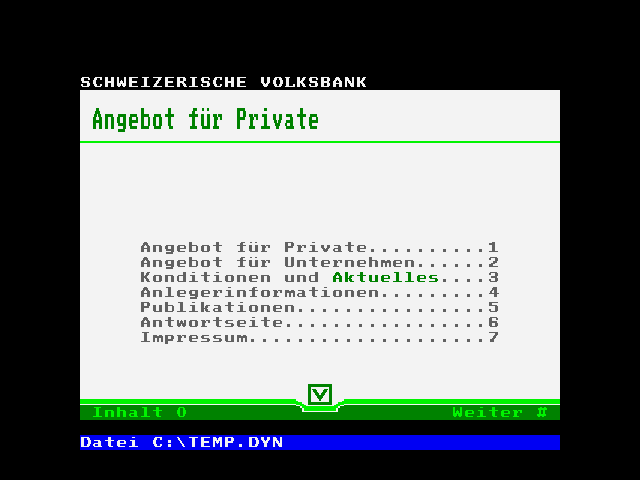 SCHWEIZERISCHE VOLKSBANK
Angebot für Private
Angebot für Private..........1
Angebot für Unternehmen......2
Konditionen und Aktuelles....3
Anlegerinformationen.........4
Publikationen................5
Antwortseite.................6
Impressum....................7
Inhalt 0 Weiter #
Datei C:\TEMP.DYN